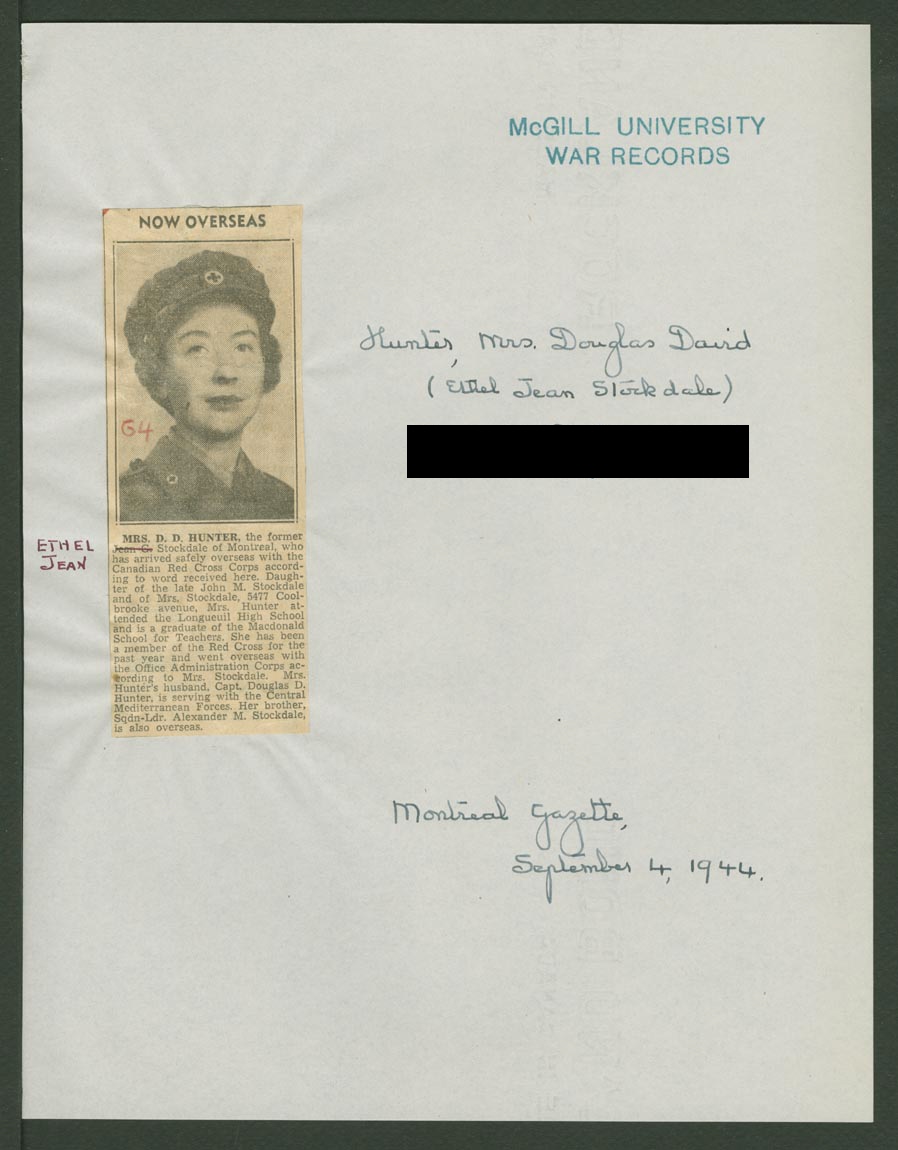 McGILL UNIVERSITY
WAR RECORDS
NOW OVERSEAS
G4
MRS. D. D. HUNTER, the former
Jean G. Stockdale of Montreal, who
has arrived safely overseas with the
Canadian Red Cross Corps accord-
ing to word received here. Daugh-
ter of the late John M. Stockdale
and of Mrs. Stockdale, 5477 Cool-
brooke avenue, Mrs. Hunter at-
tended the Longueuil High School
and is a graduate of the Macdonald
School for Teachers. She has been
a member of the Red Cross for the
past year and went overseas with
the Office Administration Corps ac-
cording to Mrs. Stockdale. Mrs.
Hunter's husband, Capt. Douglas D.
Hunter, is serving with the Central
Mediterranean Forces. Her brother,
Sqdn-Ldr. Alexander M. Stockdale,
is also overseas.
ETHEL
JEAN
Hunter, Mrs. Douglas David
(Ethel Jean Stockdale)
Montreal Gazette,
September 4, 1944.